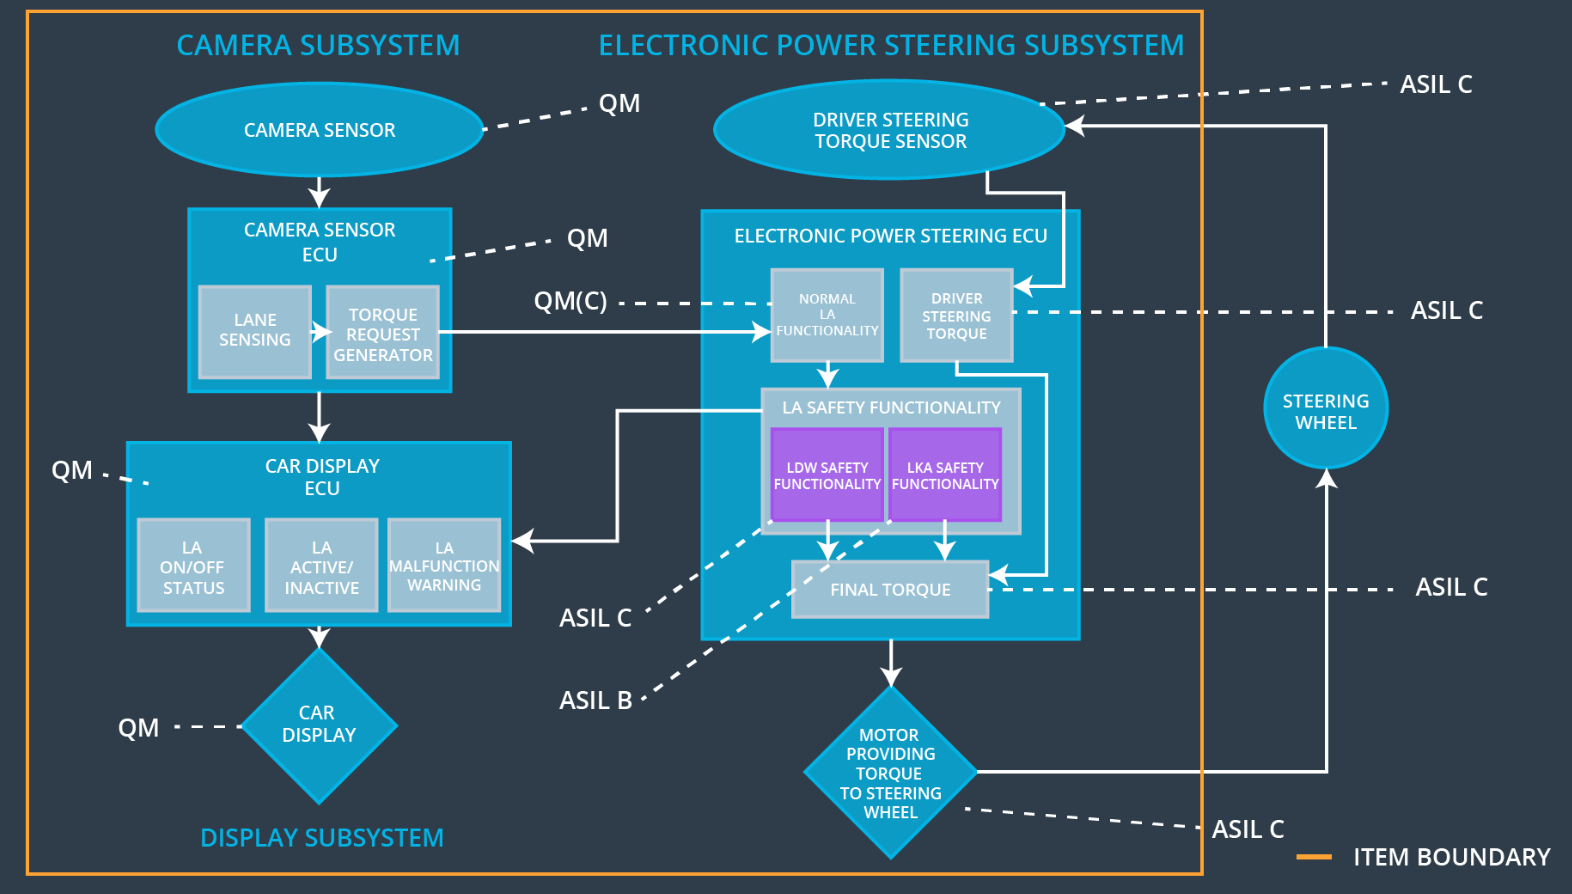 CAMERA SUBSYSTEM
ELECTRONIC POWER STEERING SUBSYSTEM
CAMERA SENSOR
QM
DRIVER STEERING
TORQUE SENSOR
ASIL C
CAMERA SENSOR
ECU
QM
LANE
SENSING
TORQUE
REQUEST
GENERATOR
ELECTRONIC POWER STEERING ECU
QM(C)
NORMAL
LA
FUNCTIONALITY
DRIVER
STEERING
TORQUE
ASIL C
LA SAFETY FUNCTIONALITY
LDW SAFETY
FUNCTIONALITY
LKA SAFETY
FUNCTIONALITY
STEERING
WHEEL
QM
CAR DISPLAY
ECU
LA
ON/OFF
STATUS
LA
ACTIVE/
INACTIVE
LA
MALFUNCTION
WARNING
ASIL C
FINAL TORQUE
ASIL C
ASIL B
QM
CAR
DISPLAY
MOTOR
PROVIDING
TORQUE
TO STEERING
WHEEL
ASIL C
DISPLAY SUBSYSTEM
ITEM BOUNDARY